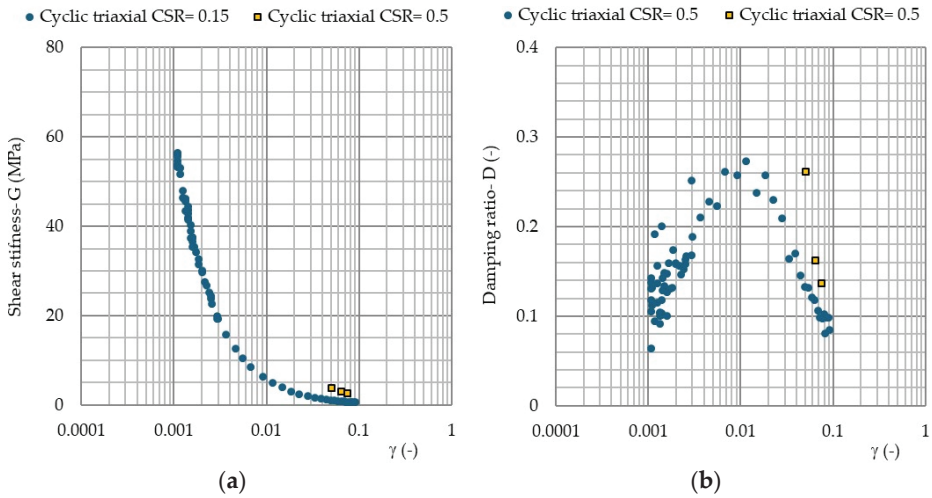 Cyclic triaxial CSR= 0.15 Cyclic triaxial CSR= 0.5
Shear stifness- G (MPa)
80
60
40
20
0
0.0001 0.001 0.01 0.1 1
γ (-)
(a)
Cyclic triaxial CSR= 0.5 Cyclic triaxial CSR= 0.5
Damping ratio- D (-)
0.4
0.3
0.2
0.1
0
0.0001 0.001 0.01 0.1 1
γ (-)
(b)